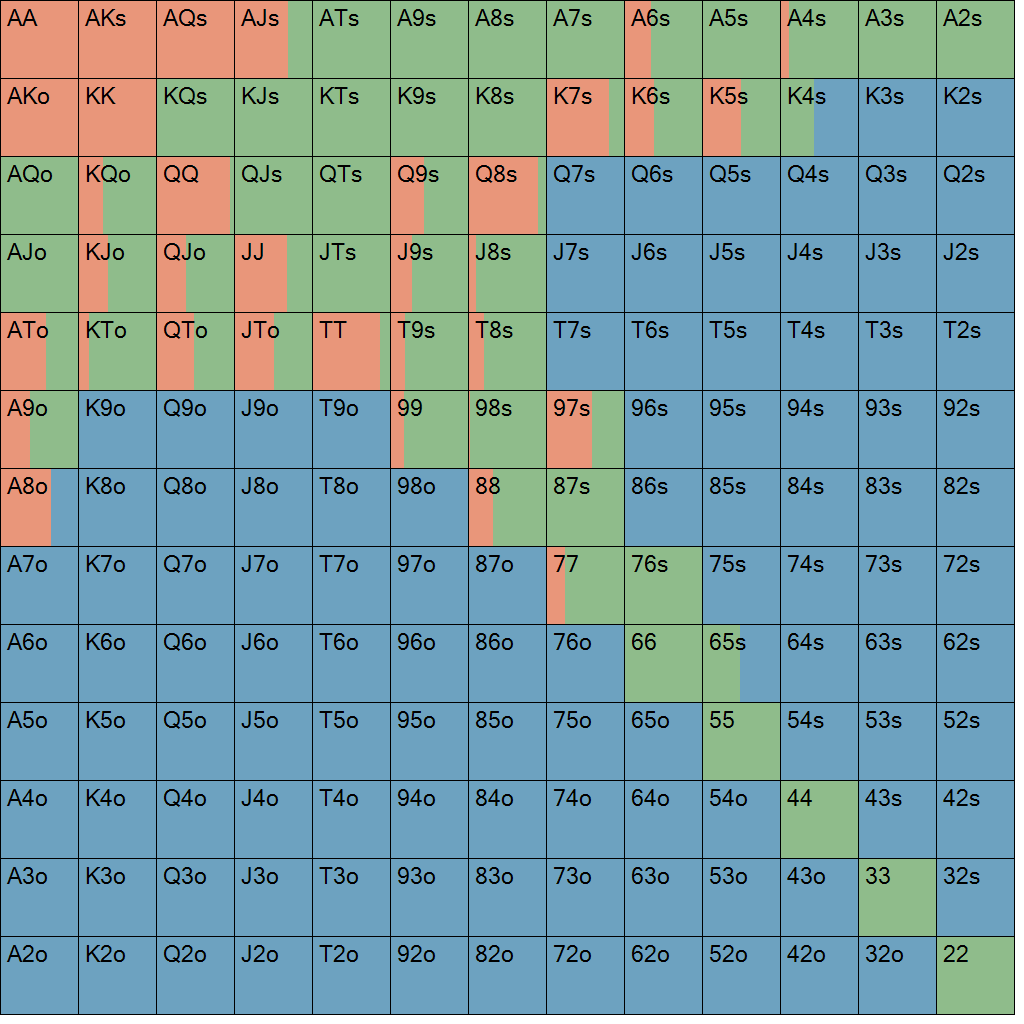 AA AKs AQs AJs ATs A9s A8s A7s A6s A5s A4s A3s A2s
AKo KK KQs KJs KTs K9s K8s K7s K6s K5s K4s K3s K2s
AQo KQo QQ QJs QTs Q9s Q8s Q7s Q6s Q5s Q4s Q3s Q2s
AJo KJo QJo JJ JTs J9s J8s J7s J6s J5s J4s J3s J2s
ATo KTo QTo JTo TT T9s T8s T7s T6s T5s T4s T3s T2s
A9o K9o Q9o J9o T9o 99 98s 97s 96s 95s 94s 93s 92s
A8o K8o Q8o J8o T8o 98o 88 87s 86s 85s 84s 83s 82s
A7o K7o Q7o J7o T7o 97o 87o 77 76s 75s 74s 73s 72s
A6o K6o Q6o J6o T6o 96o 86o 76o 66 65s 64s 63s 62s
A5o K5o Q5o J5o T5o 95o 85o 75o 65o 55 54s 53s 52s
A4o K4o Q4o J4o T4o 94o 84o 74o 64o 54o 44 43s 42s
A3o K3o Q3o J3o T3o 93o 83o 73o 63o 53o 43o 33 32s
A2o K2o Q2o J2o T2o 92o 82o 72o 62o 52o 42o 32o 22